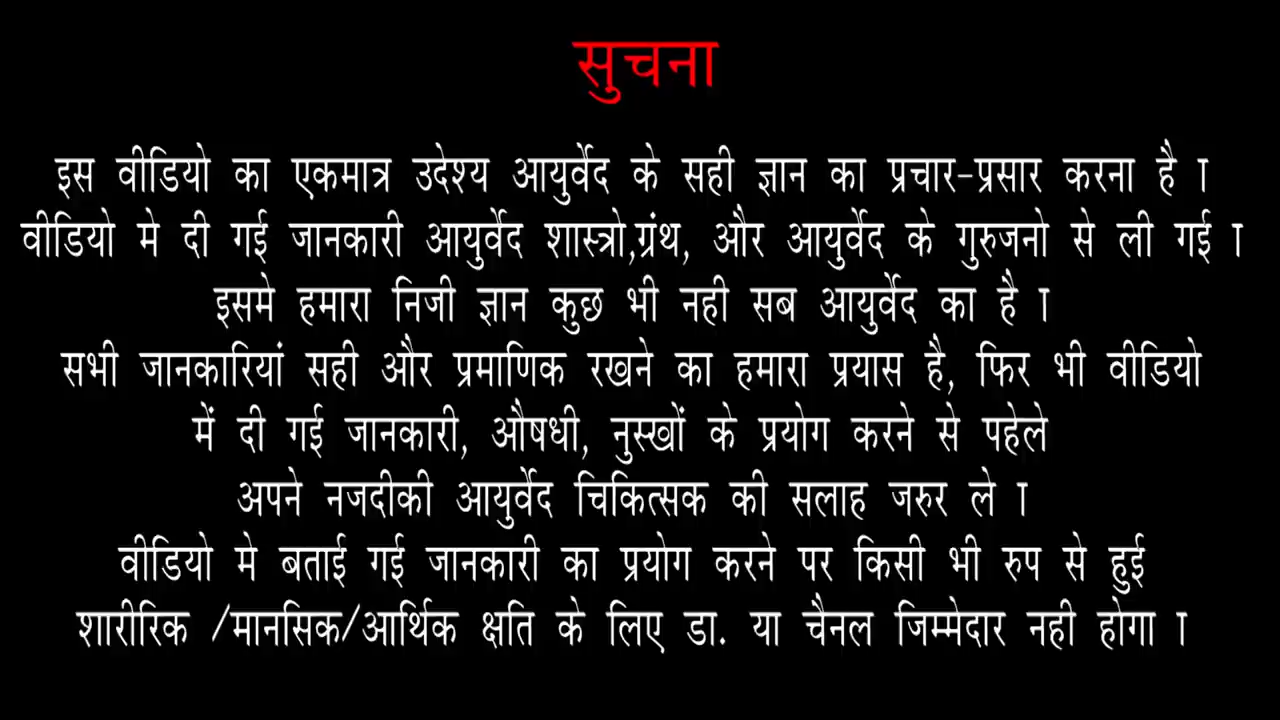 सुचना
इस वीडियो का एकमात्र उदेश्य आयुर्वेद के सही ज्ञान का प्रचार-प्रसार करना है ।
वीडियो मे दी गई जानकारी आयुर्वेद शास्त्रो,ग्रंथ, और आयुर्वेद के गुरुजनो से ली गई ।
इसमे हमारा निजी ज्ञान कुछ भी नही सब आयुर्वेद का है ।
सभी जानकारियां सही और प्रमाणिक रखने का हमारा प्रयास है, फिर भी वीडियो
में दी गई जानकारी, औषधी, नुस्खों के प्रयोग करने से पहेले
अपने नजदीकी आयुर्वेद चिकित्सक की सलाह जरुर ले ।
वीडियो मे बताई गई जानकारी का प्रयोग करने पर किसी भी रुप से हुई
शारीरिक /मानसिक/आर्थिक क्षति के लिए डा. या चैनल जिम्मेदार नही होगा ।